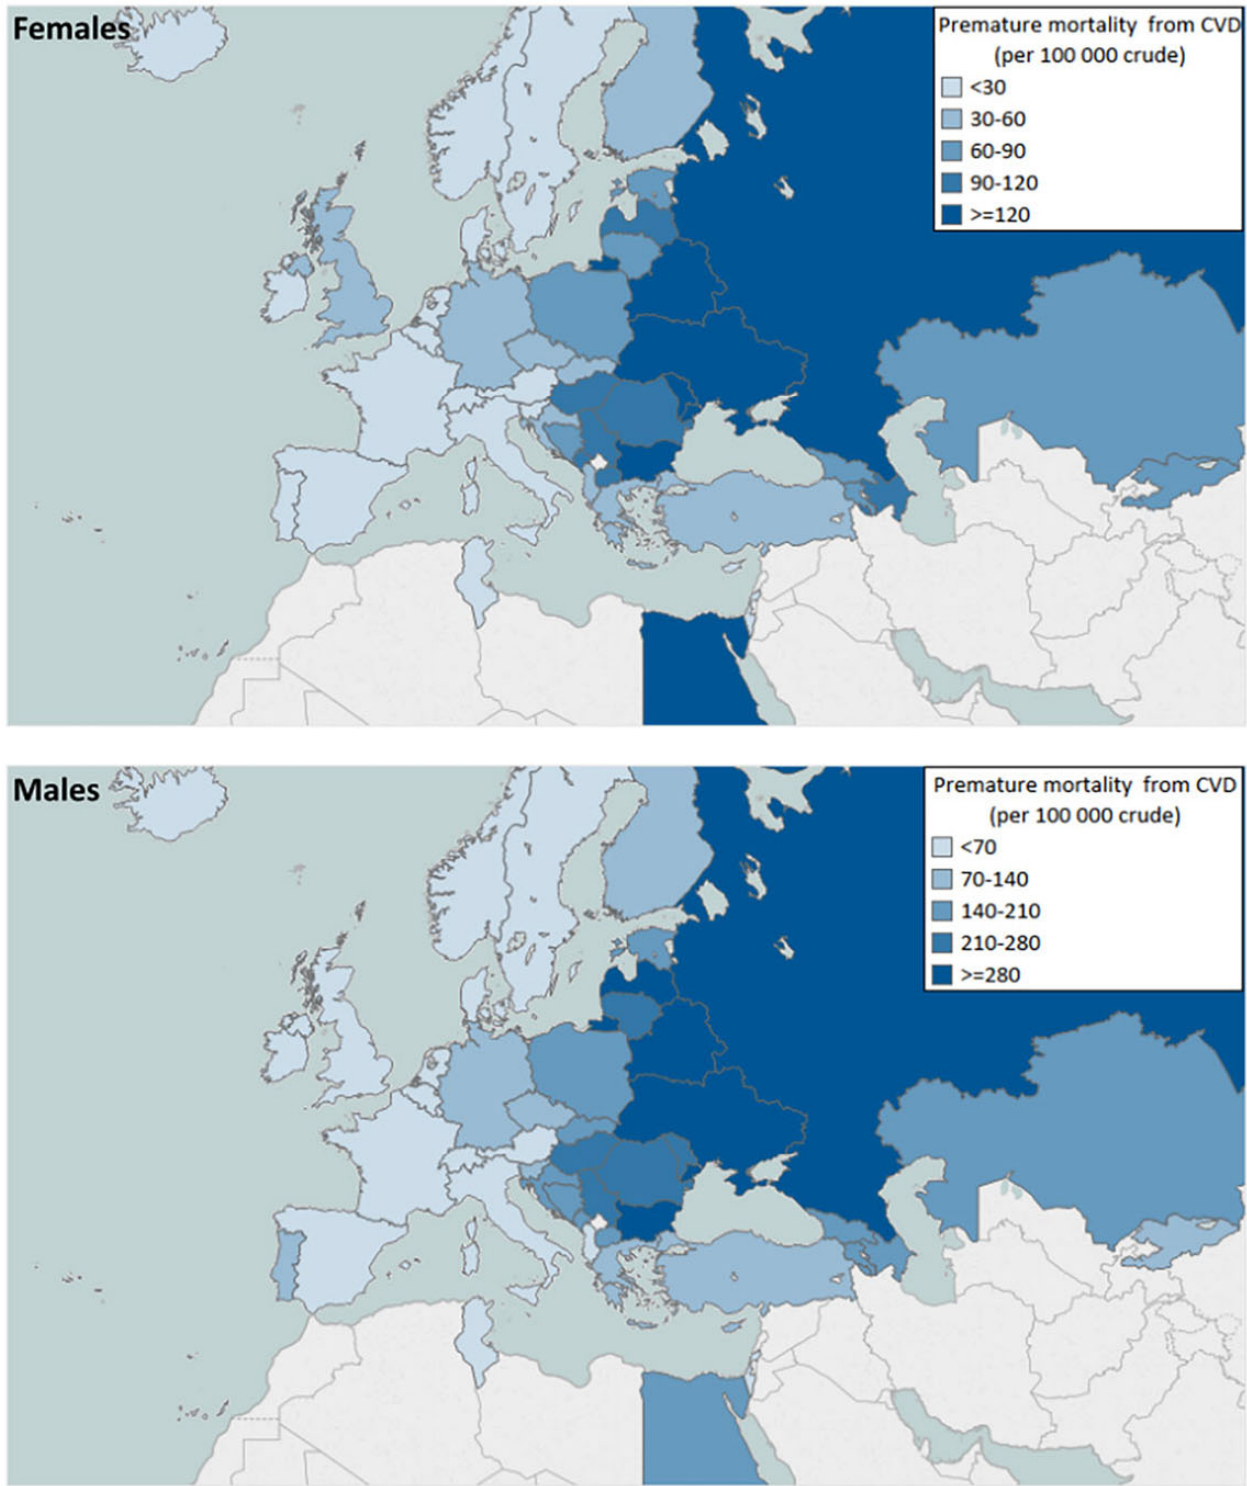 Females
Premature mortality from CVD
(per 100 000 crude)
<30
30-60
60-90
90-120
>=120
Males
Premature mortality from CVD
(per 100 000 crude)
<70
70-140
140-210
210-280
>=280